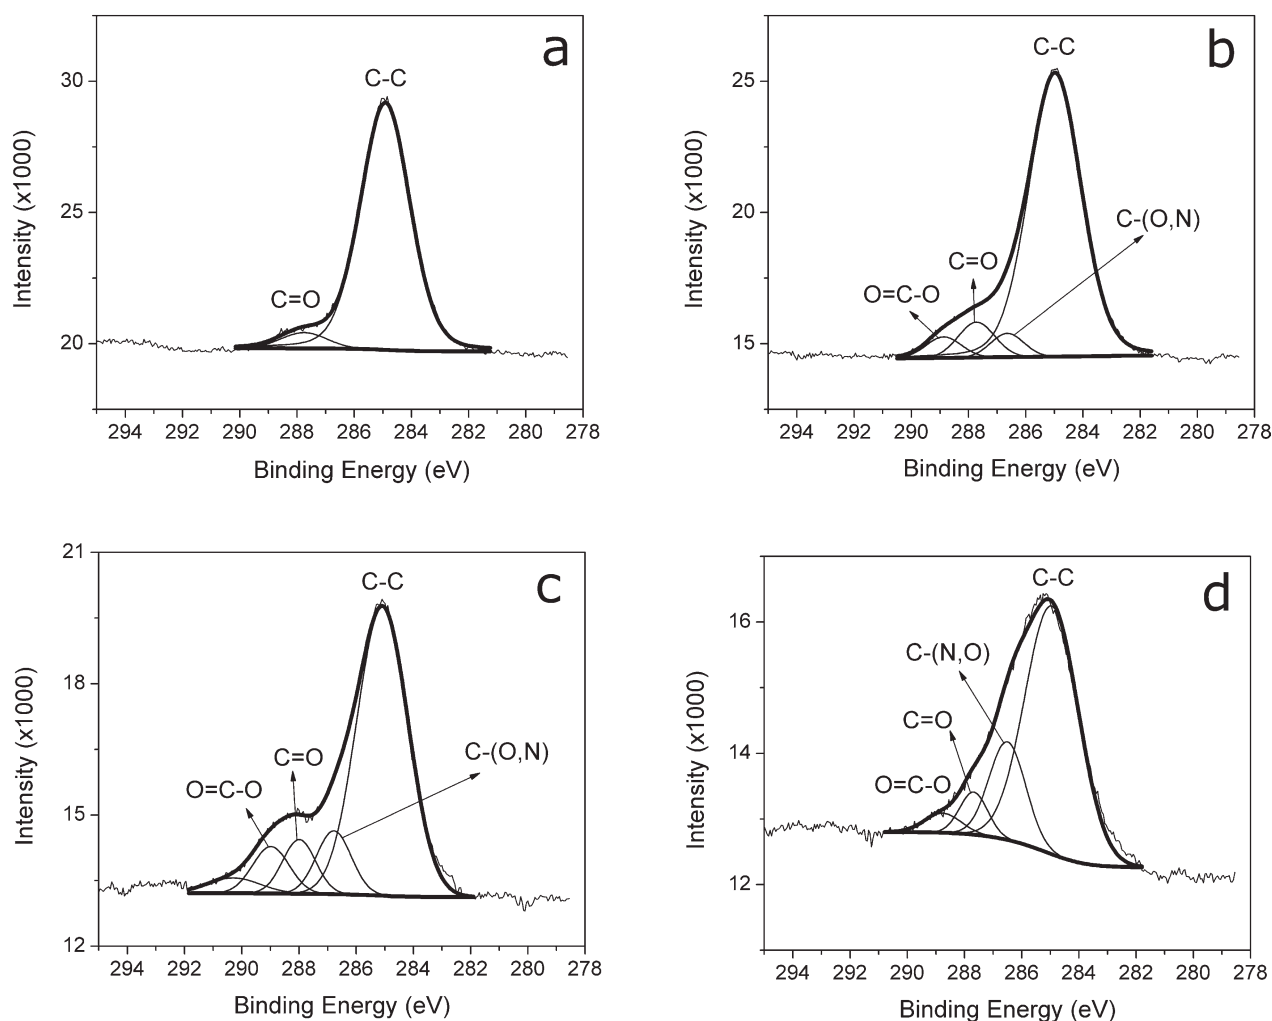 a
C-C
C=O
30
25
20
Intensity (x1000)
294 292 290 288 286 284 282 280 278
Binding Energy (eV)
b
C-C
C-(O,N)
C=O
O=C-O
25
20
15
Intensity (x1000)
294 292 290 288 286 284 282 280 278
Binding Energy (eV)
c
C-C
C-(O,N)
C=O
O=C-O
21
18
15
12
Intensity (x1000)
294 292 290 288 286 284 282 280 278
Binding Energy (eV)
d
C-C
C-(N,O)
C=O
O=C-O
16
14
12
Intensity (x1000)
294 292 290 288 286 284 282 280 278
Binding Energy (eV)